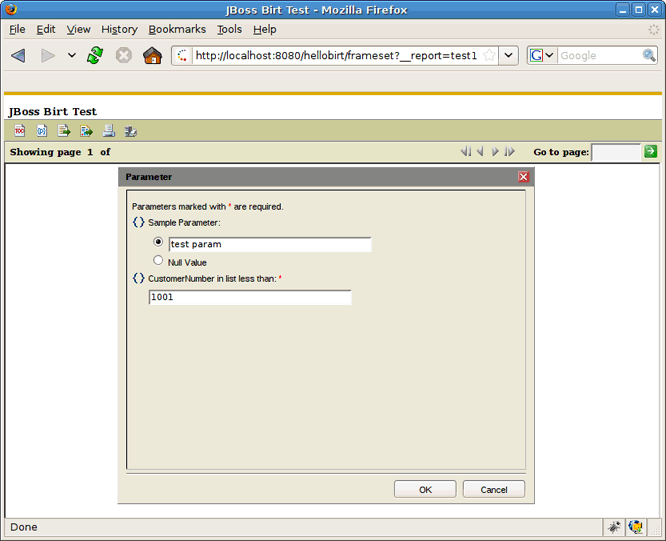 JBoss Birt Test - Mozilla Firefox
File Edit View History Bookmarks Tools Help
http://localhost:8080/hellobirt/frameset?__report=test1
G Google
JBoss Birt Test
Showing page 1 of
Go to page:
Parameter
Parameters marked with * are required.
{} Sample Parameter:
test param
Null Value
{} CustomerNumber in list less than: *
1001
OK Cancel
Done